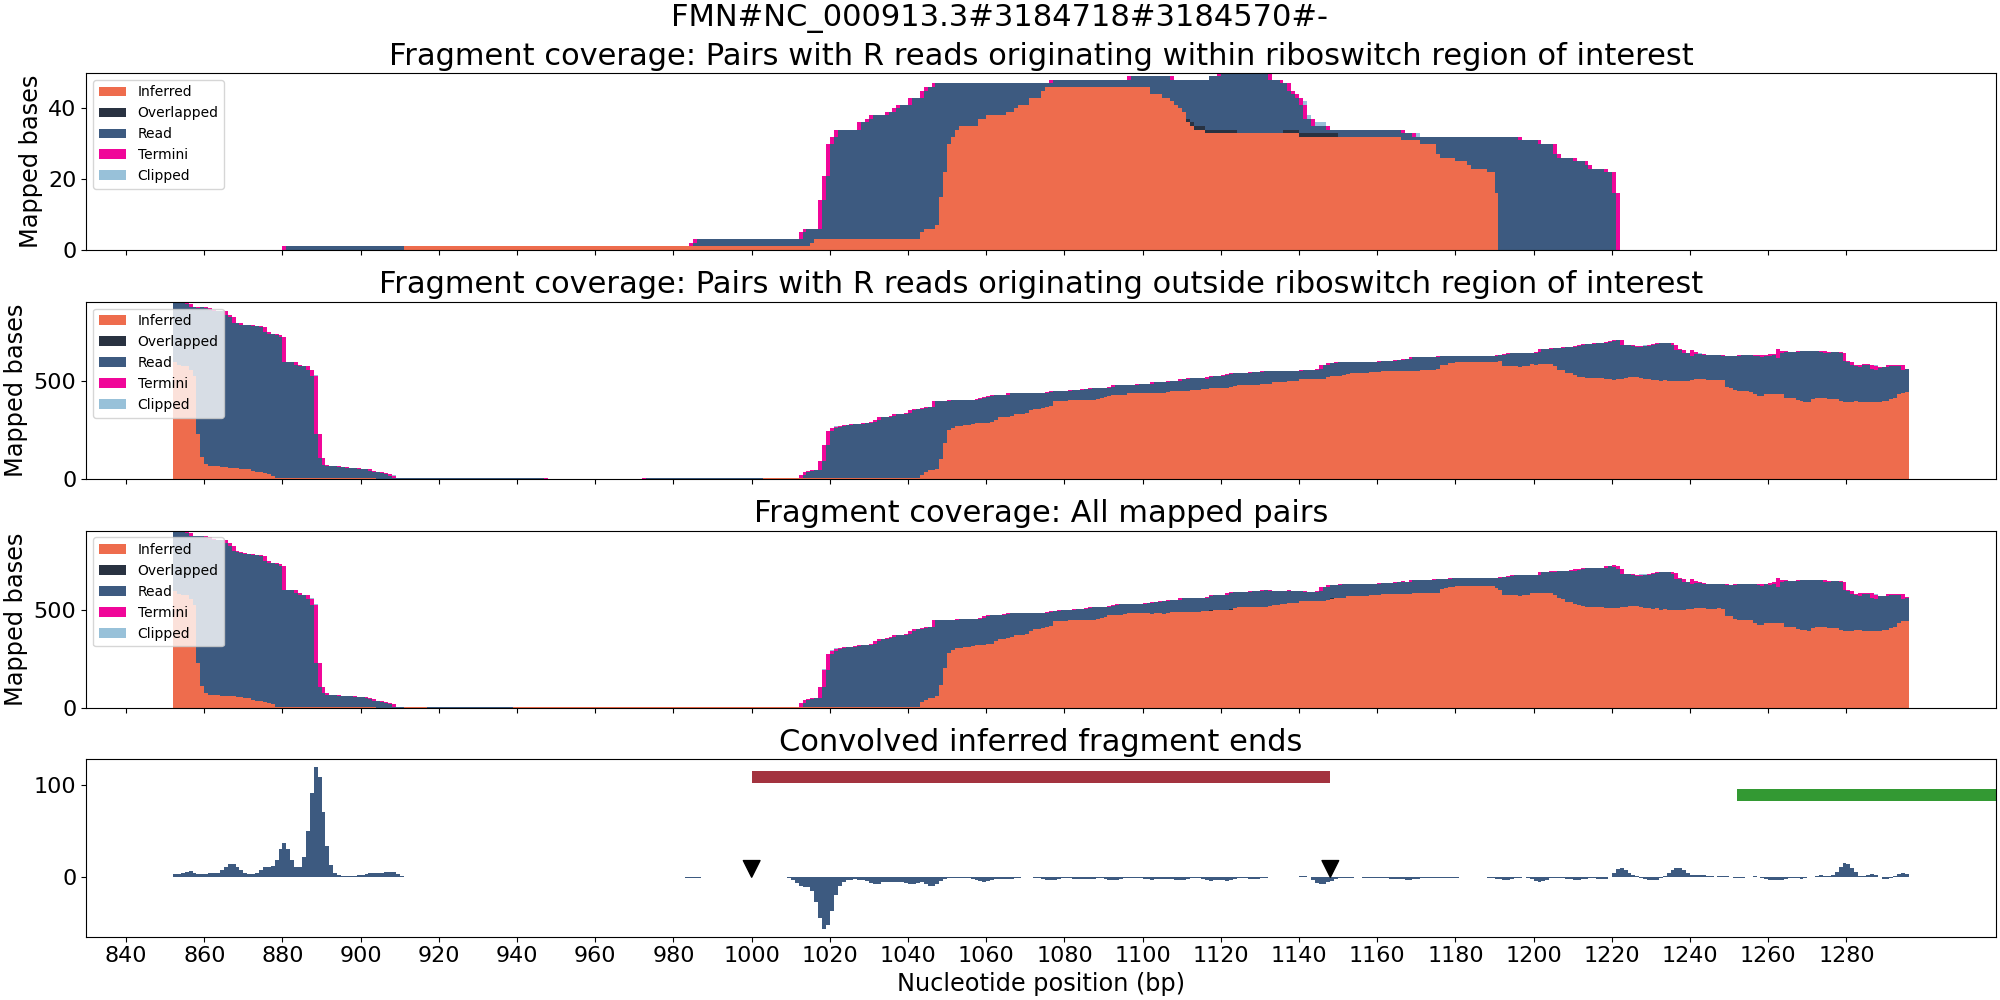 FMN#NC_000913.3#3184718#3184570#-
Fragment coverage: Pairs with R reads originating within riboswitch region of interest
Mapped bases
40
20
0
Inferred
Overlapped
Read
Termini
Clipped
Fragment coverage: Pairs with R reads originating outside riboswitch region of interest
Mapped bases
500
0
Inferred
Overlapped
Read
Termini
Clipped
Fragment coverage: All mapped pairs
Mapped bases
500
0
Inferred
Overlapped
Read
Termini
Clipped
Convolved inferred fragment ends
100
0
840 860 880 900 920 940 960 980 1000 1020 1040 1060 1080 1100 1120 1140 1160 1180 1200 1220 1240 1260 1280
Nucleotide position (bp)